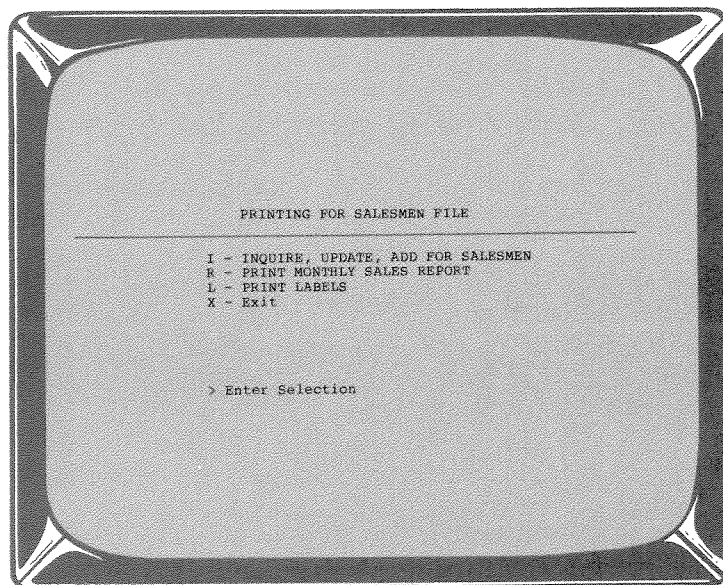 PRINTING FOR SALESMEN FILE
I - INQUIRE, UPDATE, ADD FOR SALESMEN
R - PRINT MONTHLY SALES REPORT
L - PRINT LABELS
X - Exit
> Enter Selection